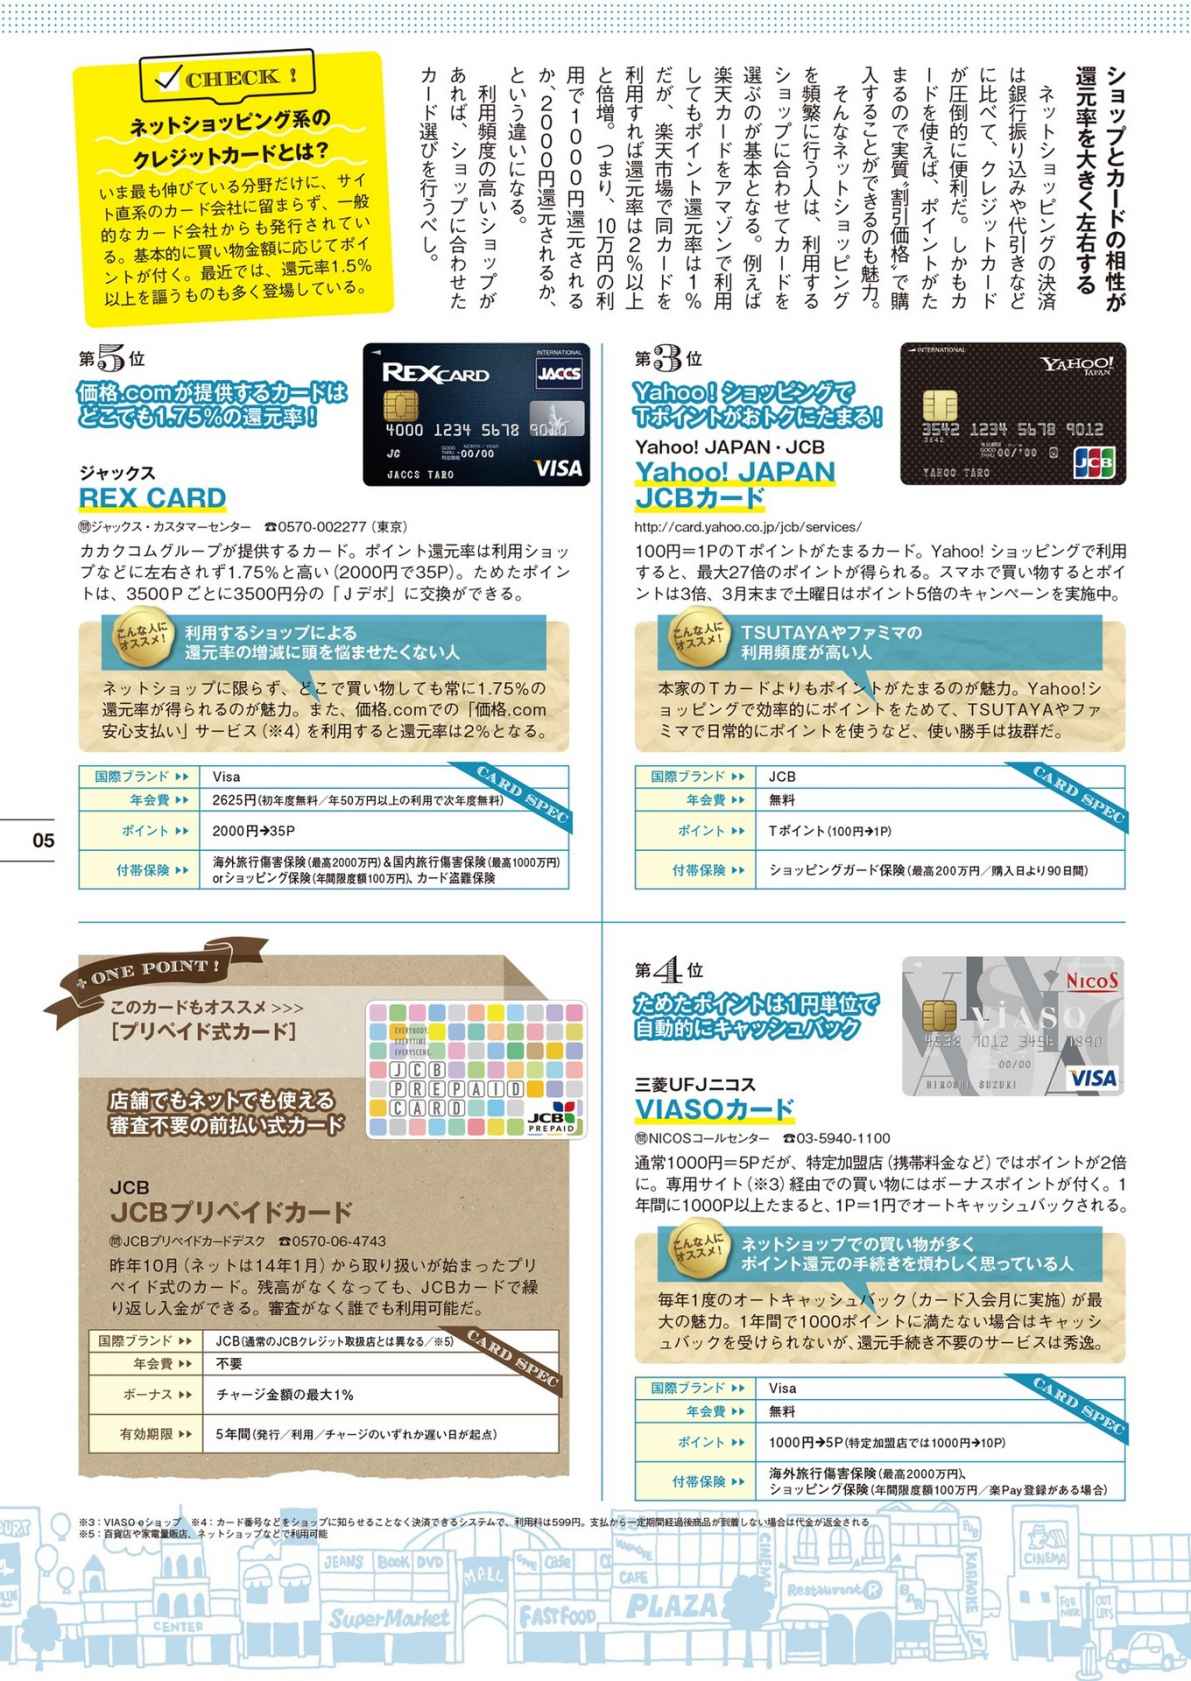 ショップとカードの相性が
還元率を大きく左右する
ネットショッピングの決済
は銀行振り込みや代引きなど
に比べて、クレジットカード
が圧倒的に便利だ。しかもカ
ードを使えば、ポイントがた
まるので実質〝割引価格〟で購
入することができるのも魅力。
そんなネットショッピング
を頻繁に行う人は、利用する
ショップに合わせてカードを
選ぶのが基本となる。例えば
楽天カードをアマゾンで利用
してもポイント還元率は1%
だが、楽天市場で同カードを
利用すれば還元率は2%以上
と倍増。つまり、10万円の利
用で1000円還元される
か、2000円還元されるか、
という違いになる。
利用頻度の高いショップが
あれば、ショップに合わせた
カード選びを行うべし。
CHECK!
ネットショッピング系の
クレジットカードとは?
いま最も伸びている分野だけに、サイ
ト直系のカード会社に留まらず、一般
的なカード会社からも発行されてい
る。基本的に買い物金額に応じてポイ
ントが付く。最近では、還元率1.5%
以上を謳うものも多く登場している。
第3位
Yahoo!ショッピングで
Tポイントがおトクにたまる!
Yahoo! JAPAN・JCB
Yahoo! JAPAN
JCBカード
http://card.yahoo.co.jp/jcb/services/
INTERNATIONAL
YAHOO!
JAPAN
3542 1234 5678 9012
3542
00/00
YAHOO TARO
JCB
100円=1PのTポイントがたまるカード。Yahoo!ショッピングで利用
すると、最大27倍のポイントが得られる。スマホで買い物するとポイ
ントは3倍、3月末まで土曜日はポイント5倍のキャンペーンを実施中。
こんな人に
オススメ!
TSUTAYAやファミマの
利用頻度が高い人
本家のTカードよりもポイントがたまるのが魅力。Yahoo!シ
ョッピングで効率的にポイントをためて、TSUTAYAやファ
ミマで日常的にポイントを使うなど、使い勝手は抜群だ。
CARD SPEC
国際ブランド▶▶ JCB
年会費▶▶ 無料
ポイント▶▶ Tポイント(100円➔1P)
付帯保険▶▶ ショッピングガード保険(最高200万円/購入日より90日間)
第5位
価格.comが提供するカードは
どこでも1.75%の還元率!
ジャックス
REX CARD
㉄ジャックス・カスタマーセンター ☎0570-002277(東京)
REXCARD
INTERNATIONAL
JACCS
4000 1234 5678 9010
JC
00/00
JACCS TARO
VISA
カカクコムグループが提供するカード。ポイント還元率は利用ショッ
プなどに左右されず1.75%と高い(2000円で35P)。ためたポイン
トは、3500Pごとに3500円分の「Jデポ」に交換ができる。
こんな人に
オススメ!
利用するショップによる
還元率の増減に頭を悩ませたくない人
ネットショップに限らず、どこで買い物しても常に1.75%の
還元率が得られるのが魅力。また、価格.comでの「価格.com
安心支払い」サービス(※4)を利用すると還元率は2%となる。
CARD SPEC
国際ブランド▶▶ Visa
年会費▶▶ 2625円(初年度無料/年50万円以上の利用で次年度無料)
ポイント▶▶ 2000円➔35P
付帯保険▶▶ 海外旅行傷害保険(最高2000万円)&国内旅行傷害保険(最高1000万円)
orショッピング保険(年間限度額100万円)、カード盗難保険
05
第4位
ためたポイントは1円単位で
自動的にキャッシュバック
三菱UFJニコス
VIASOカード
㉄NICOSコールセンター ☎03-5940-1100
NICOS
VIASO
4538 7012 3456 7890
00/00
HIROSHI SUZUKI
VISA
通常1000円=5Pだが、特定加盟店(携帯料金など)ではポイントが2倍
に。専用サイト(※3)経由での買い物にはボーナスポイントが付く。1
年間に1000P以上たまると、1P=1円でオートキャッシュバックされる。
こんな人に
オススメ!
ネットショップでの買い物が多く
ポイント還元の手続きを煩わしく思っている人
毎年1度のオートキャッシュバック(カード入会月に実施)が最
大の魅力。1年間で1000ポイントに満たない場合はキャッシ
ュバックを受けられないが、還元手続き不要のサービスは秀逸。
CARD SPEC
国際ブランド▶▶ Visa
年会費▶▶ 無料
ポイント▶▶ 1000円➔5P(特定加盟店では1000円➔10P)
付帯保険▶▶ 海外旅行傷害保険(最高2000万円)、
ショッピング保険(年間限度額100万円/楽Pay登録がある場合)
ONE POINT!
このカードもオススメ>>>
[プリペイド式カード]
店舗でもネットでも使える
審査不要の前払い式カード
EVERYBODY.
EVERYTIME.
EVERYSCENE.
JCB
PREPAID
CARD
JCB
PREPAID
JCB
JCBプリペイドカード
㉄JCBプリペイドカードデスク ☎0570-06-4743
昨年10月(ネットは14年1月)から取り扱いが始まったプリ
ペイド式のカード。残高がなくなっても、JCBカードで繰
り返し入金ができる。審査がなく誰でも利用可能だ。
CARD SPEC
国際ブランド▶▶ JCB(通常のJCBクレジット取扱店とは異なる/※5)
年会費▶▶ 不要
ボーナス▶▶ チャージ金額の最大1%
有効期限▶▶ 5年間(発行/利用/チャージのいずれか遅い日が起点)
※3:VIASO eショップ ※4:カード番号などをショップに知らせることなく決済できるシステムで、利用料は599円。支払から一定期間経過後商品が到着しない場合は代金が返金される
※5:百貨店や家電量販店、ネットショップなどで利用可能
CENTER
JEANS
BOOK
DVD
SuperMarket
MALL
Cafe
FAST FOOD
CAFE
PLAZA
CINEMA
Restaurant R
BAR
PUB
KARAOKE
CINEMA
OUTLETS